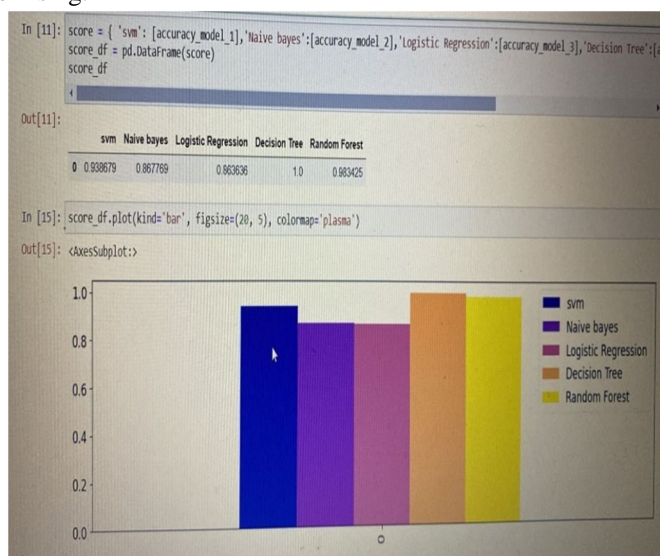 In [11]: score = { 'svm': [accuracy_model_1],'Naive bayes':[accuracy_model_2],'Logistic Regression':[accuracy_model_3],'Decision Tree':[a
score_df = pd.DataFrame(score)
score_df
Out[11]:
svm Naive bayes Logistic Regression Decision Tree Random Forest
0 0.938679 0.867769 0.863636 1.0 0.983425
In [15]: score_df.plot(kind='bar', figsize=(20, 5), colormap='plasma')
Out[15]: <AxesSubplot:>
1.0
0.8
0.6
0.4
0.2
0.0
0
svm
Naive bayes
Logistic Regression
Decision Tree
Random Forest